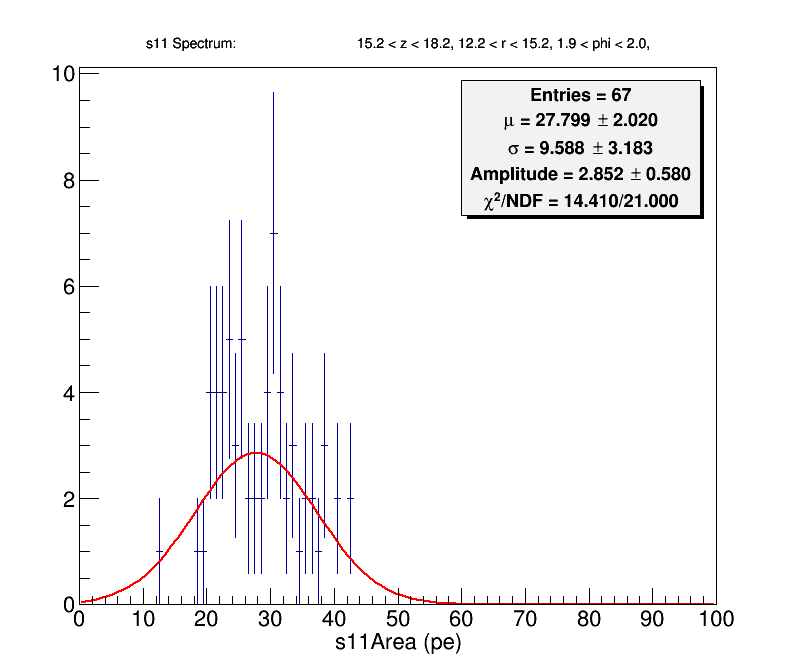 s11 Spectrum: 15.2 < z < 18.2, 12.2 < r < 15.2, 1.9 < phi < 2.0,
Entries = 67
μ = 27.799 ± 2.020
σ = 9.588 ± 3.183
Amplitude = 2.852 ± 0.580
χ²/NDF = 14.410/21.000
10
8
6
4
2
0
0 10 20 30 40 50 60 70 80 90 100
s11Area (pe)